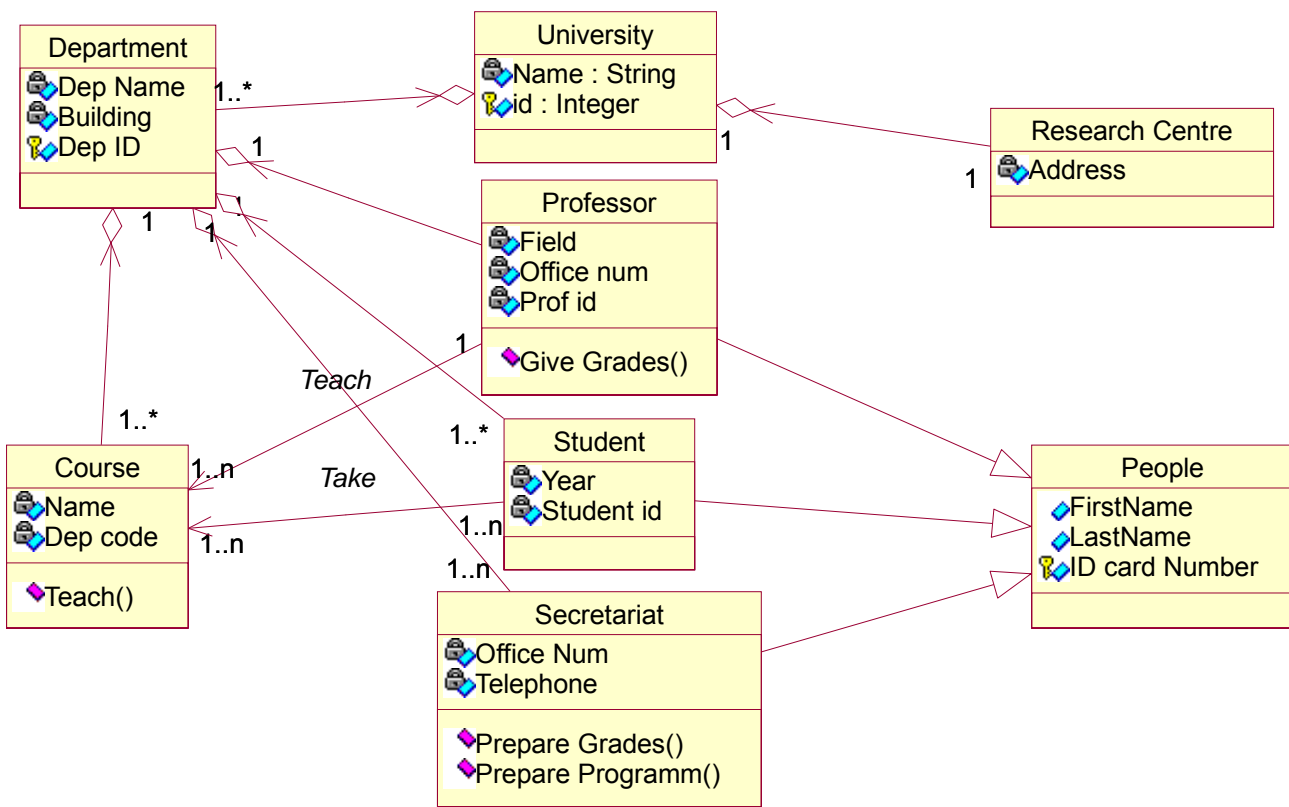 Department
Dep Name
Building
Dep ID
1..*
University
Name : String
id : Integer
1
Research Centre
Address
1
1
Professor
Field
Office num
Prof id
Give Grades()
1
1
1
1
Teach
1..*
1..n
Course
Name
Dep code
Teach()
Take
1..n
1..*
Student
Year
Student id
1..n
1..n
Secretariat
Office Num
Telephone
Prepare Grades()
Prepare Programm()
People
FirstName
LastName
ID card Number